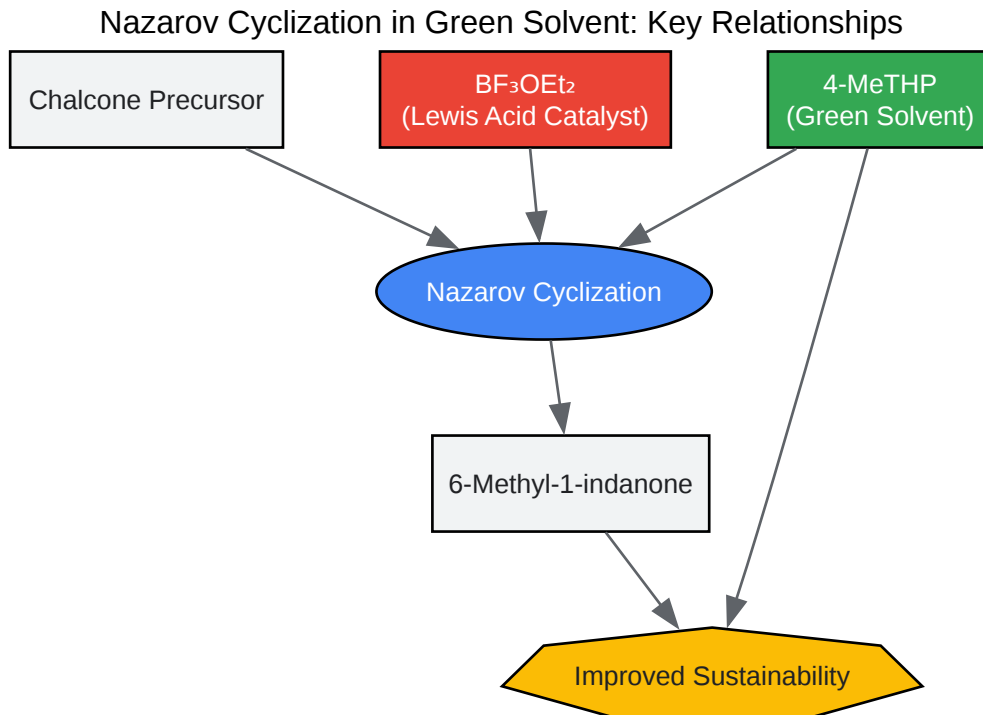 Nazarov Cyclization in Green Solvent: Key Relationships
Chalcone Precursor
BF₃OEt₂
(Lewis Acid Catalyst)
4-MeTHP
(Green Solvent)
Nazarov Cyclization
6-Methyl-1-indanone
Improved Sustainability